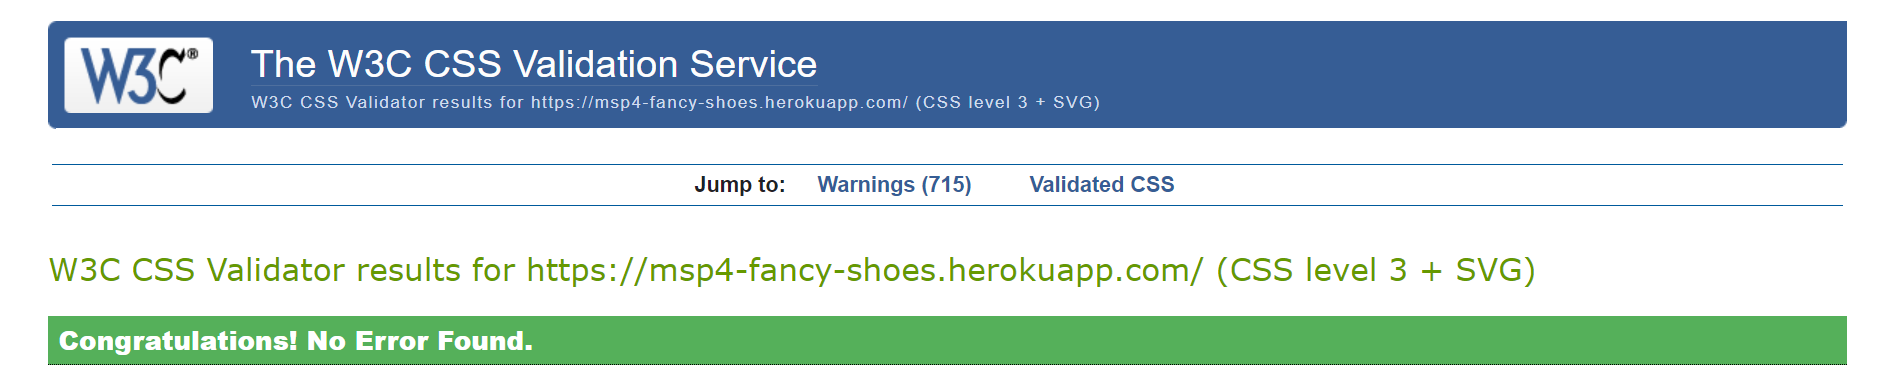 W3C®
The W3C CSS Validation Service
W3C CSS Validator results for https://msp4-fancy-shoes.herokuapp.com/ (CSS level 3 + SVG)
Jump to: Warnings (715) Validated CSS
W3C CSS Validator results for https://msp4-fancy-shoes.herokuapp.com/ (CSS level 3 + SVG)
Congratulations! No Error Found.